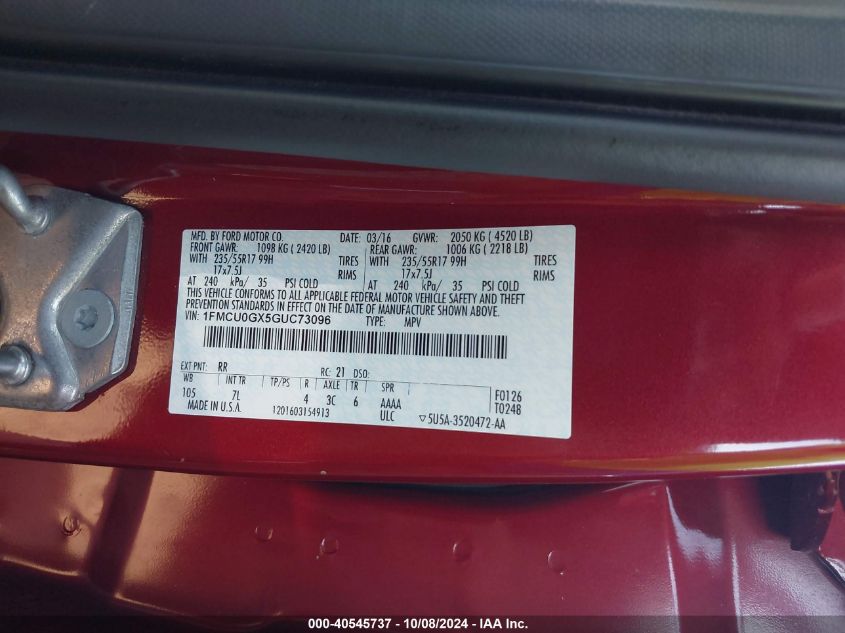 MFD. BY FORD MOTOR CO. DATE: 03/16 GVWR: 2050 KG ( 4520 LB)
FRONT GAWR: 1098 KG ( 2420 LB) REAR GAWR: 1006 KG ( 2218 LB)
WITH 235/55R17 99H TIRES WITH 235/55R17 99H TIRES
17x7.5J RIMS 17x7.5J RIMS
AT 240 kPa/ 35 PSI COLD AT 240 kPa/ 35 PSI COLD
THIS VEHICLE CONFORMS TO ALL APPLICABLE FEDERAL MOTOR VEHICLE SAFETY AND THEFT
PREVENTION STANDARDS IN EFFECT ON THE DATE OF MANUFACTURE SHOWN ABOVE.
VIN: 1FMCU0GX5GUC73096 TYPE: MPV
EXT PNT: RR RC: 21 DSO:
WB INT TR TP/PS R AXLE TR SPR
105 7L 4 3C 6 AAAA F0126
MADE IN U.S.A. 1201603154913 ULC 5U5A-3520472-AA T0248
000-40545737 - 10/08/2024 - IAA Inc.